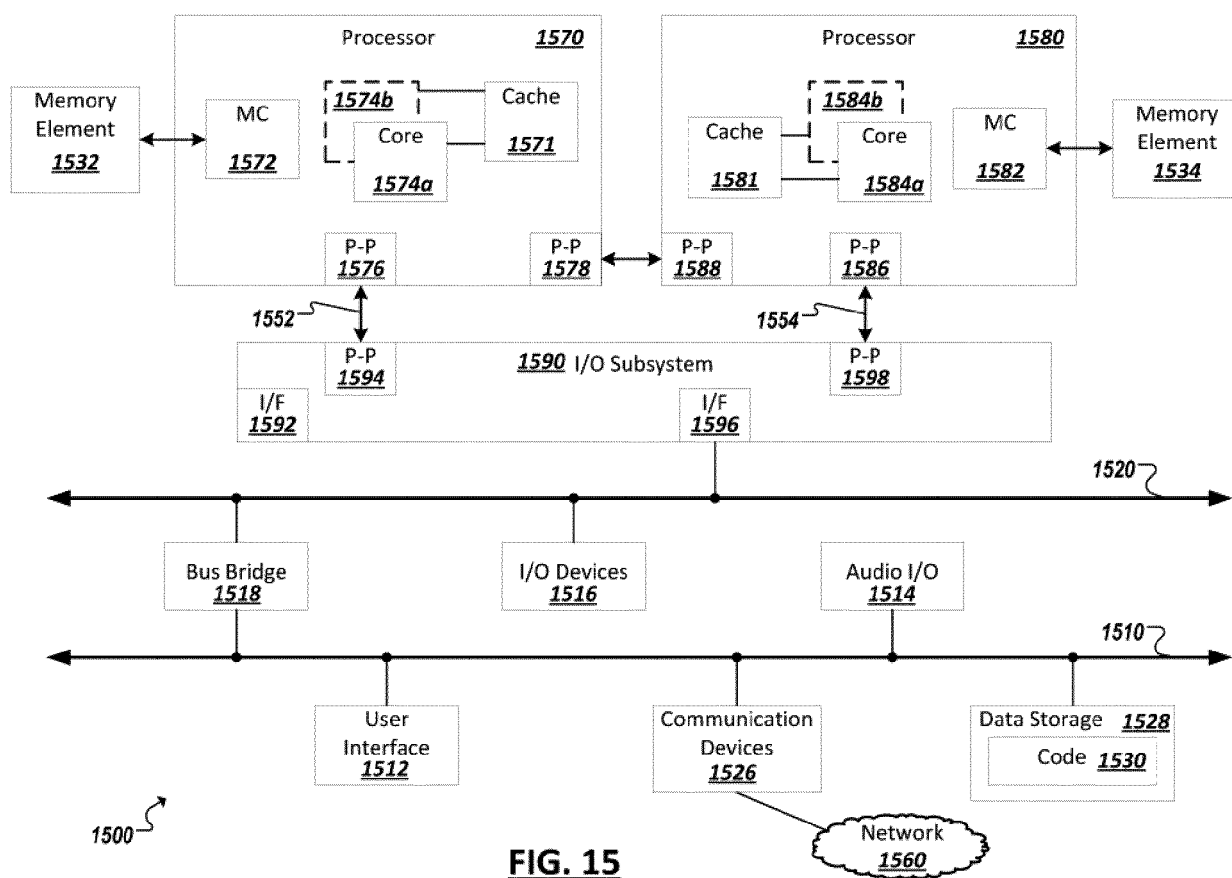 Processor 1570
Processor 1580
Memory
Element
1532
MC
1572
1574b
Core
1574a
Cache
1571
Cache
1581
1584b
Core
1584a
MC
1582
Memory
Element
1534
P-P
1576
P-P
1578
P-P
1588
P-P
1586
1552
1554
P-P
1594
1590 I/O Subsystem
P-P
1598
I/F
1592
I/F
1596
1520
Bus Bridge
1518
I/O Devices
1516
Audio I/O
1514
1510
User
Interface
1512
Communication
Devices
1526
Data Storage 1528
Code 1530
1500
Network
1560
FIG. 15